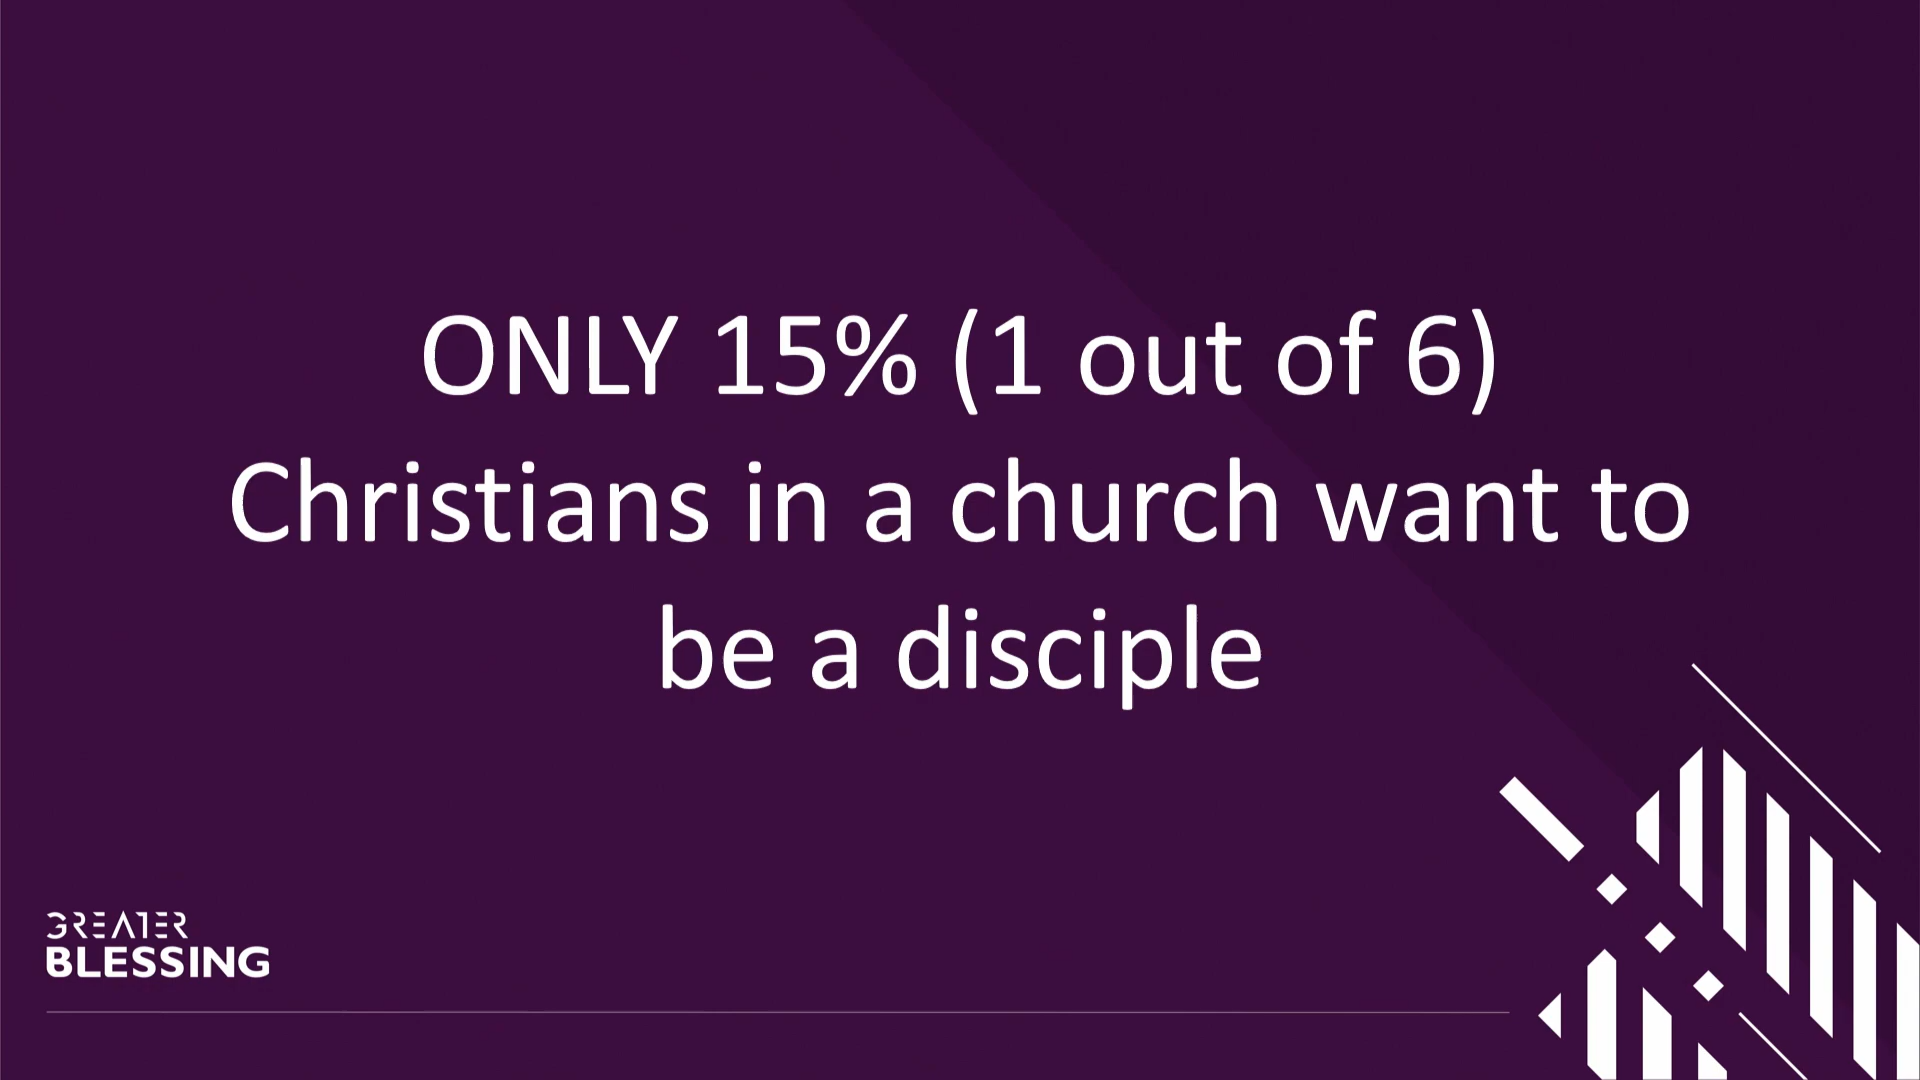 ONLY 15% (1 out of 6)
Christians in a church want to
be a disciple
GREATER
BLESSING